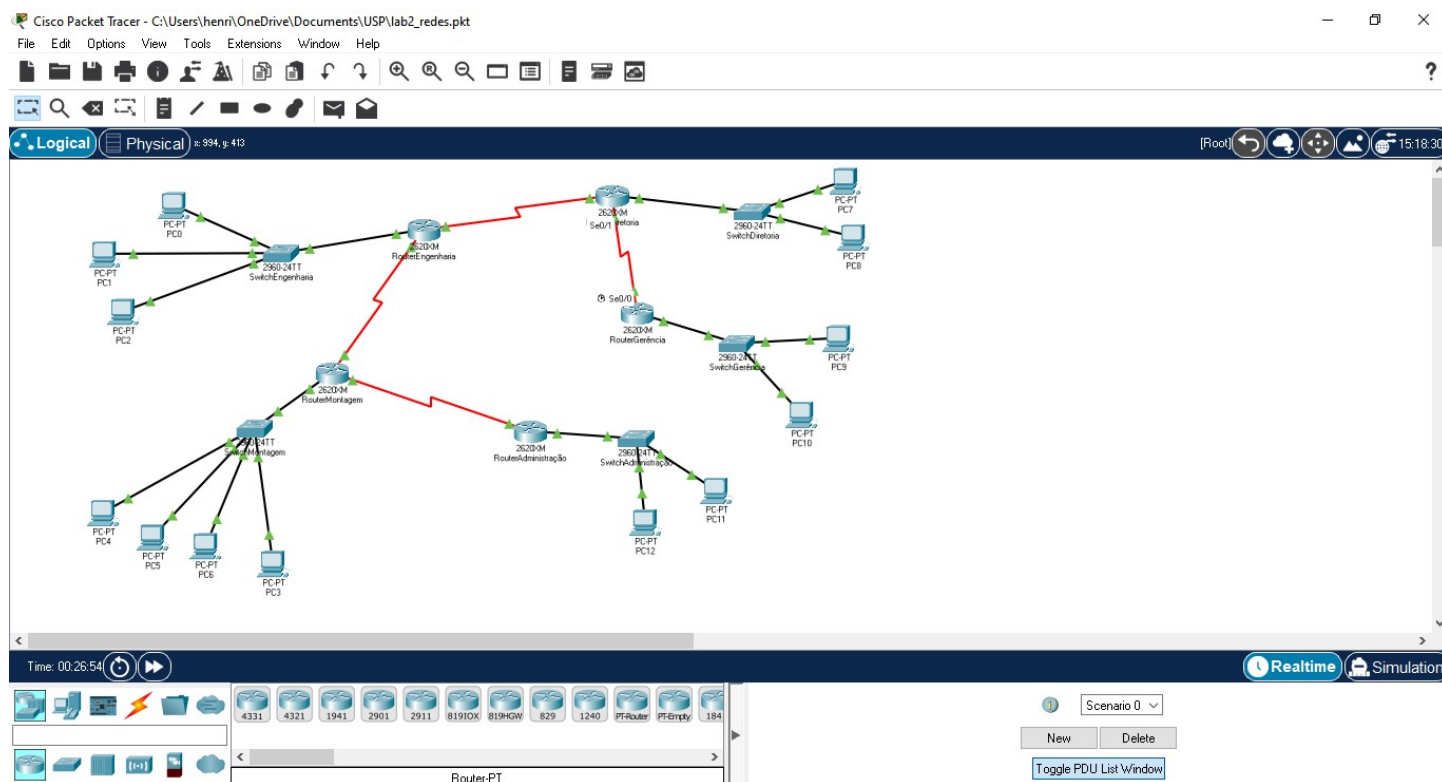 Cisco Packet Tracer - C:\Users\henri\OneDrive\Documents\USP\lab2_redes.pkt
File Edit Options View Tools Extensions Window Help
Logical
Physical
x: 994, y: 413
[Root]
15:18:30
PC-PT
PC0
PC-PT
PC1
PC-PT
PC2
2960-24TT
SwitchEngenharia
2620XM
RouterEngenharia
2620XM
Se0/1
2960-24TT
SwitchDiretoria
PC-PT
PC7
PC-PT
PC8
Se0/0
2620XM
RouterGerência
2960-24TT
SwitchGerência
PC-PT
PC9
PC-PT
PC10
2620XM
RouterMontagem
2960-24TT
SwitchMontagem
2620XM
RouterAdministração
2960-24TT
SwitchAdministração
PC-PT
PC11
PC-PT
PC12
PC-PT
PC4
PC-PT
PC5
PC-PT
PC6
PC-PT
PC3
Time: 00:26:54
Realtime
Simulation
4331 4321 1941 2901 2911 819IOX 819HGW 829 1240 PT-Router PT-Empty 184
Router-PT
Scenario 0
New Delete
Toggle PDU List Window